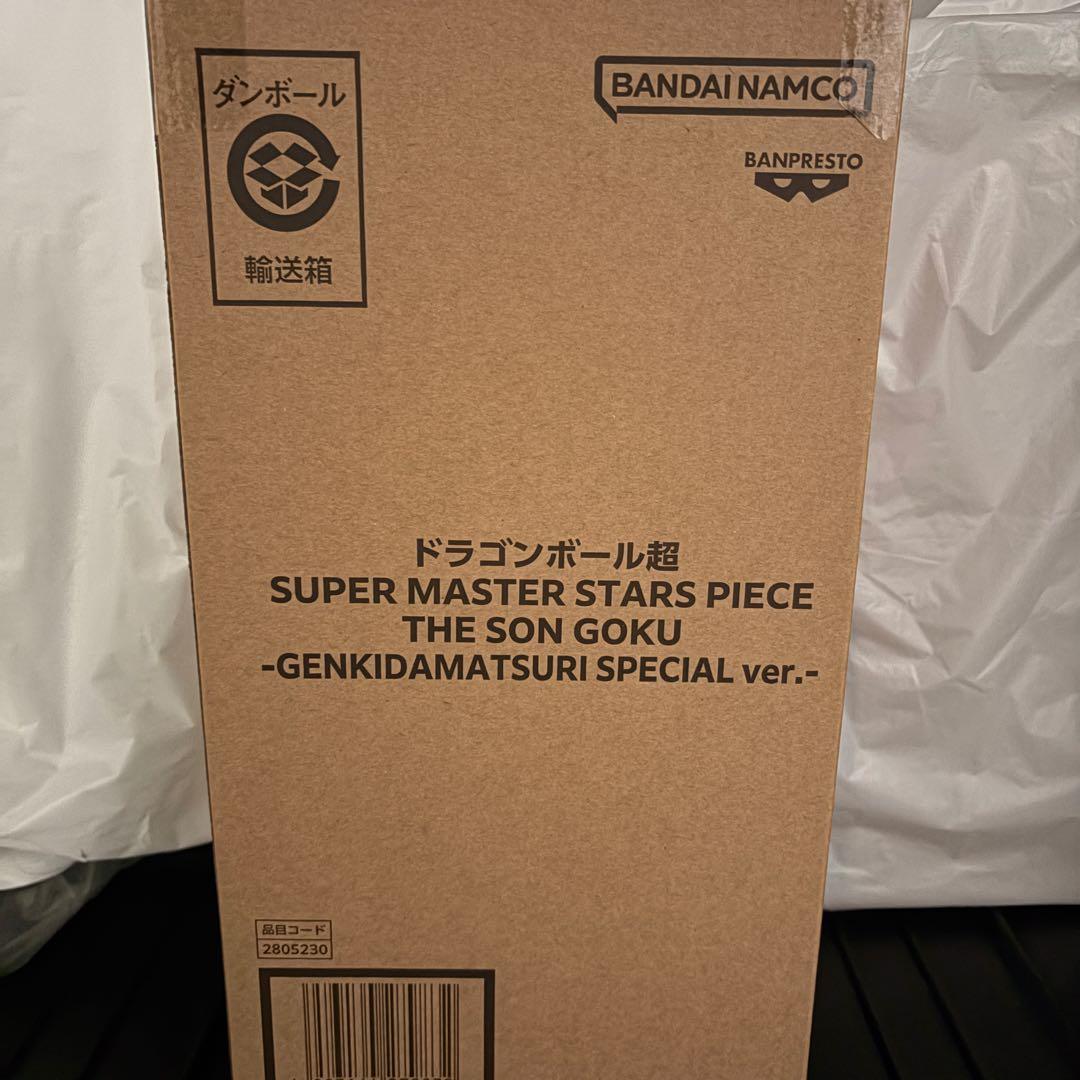 ダンボール
輸送箱
BANDAI NAMCO
BANPRESTO
ドラゴンボール超
SUPER MASTER STARS PIECE
THE SON GOKU
-GENKIDAMATSURI SPECIAL ver.-
品目コード
2805230